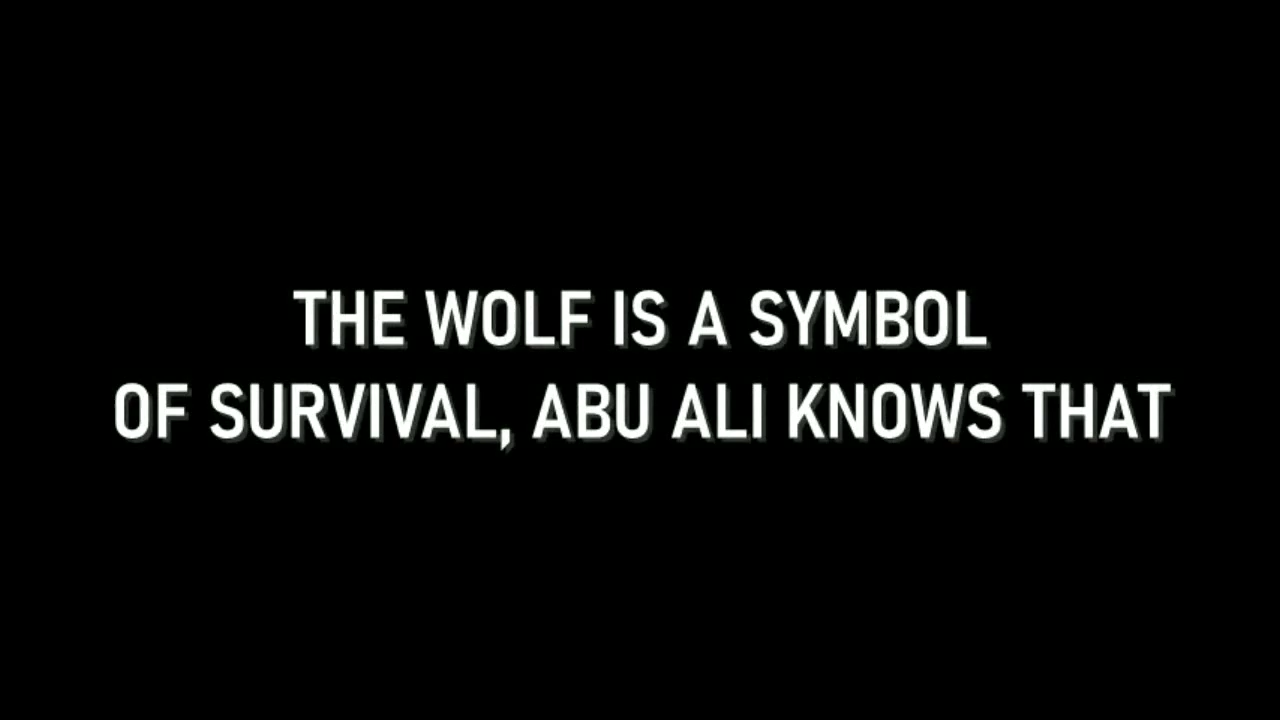 THE WOLF IS A SYMBOL
OF SURVIVAL, ABU ALI KNOWS THAT